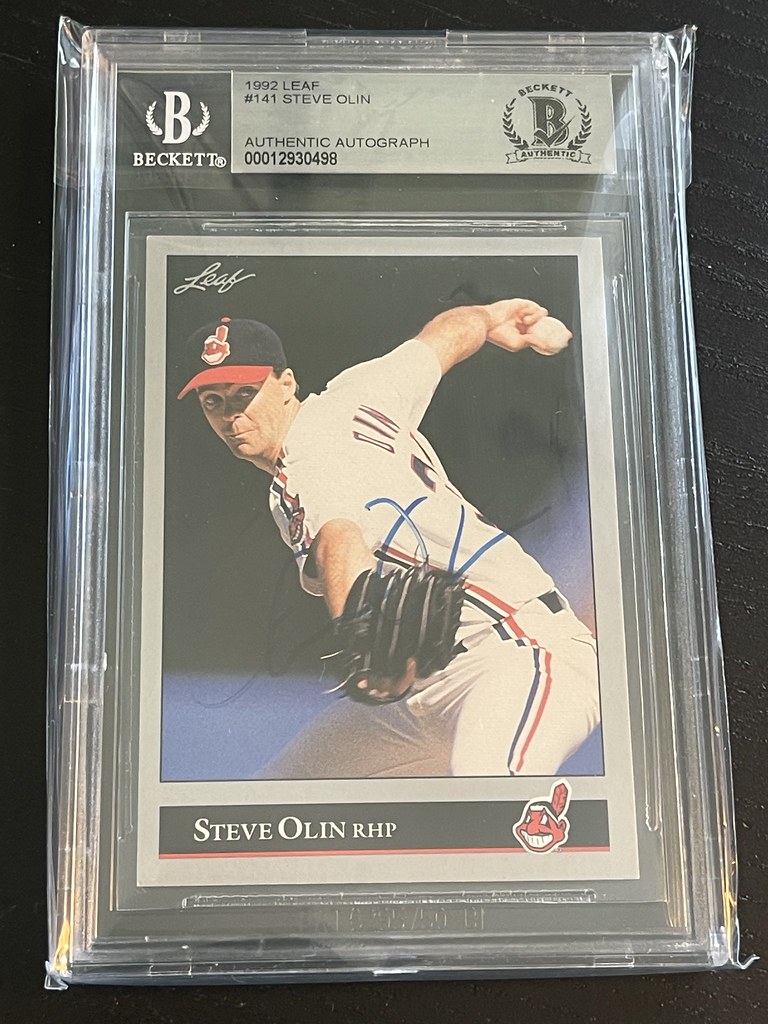 1992 LEAF
#141 STEVE OLIN
AUTHENTIC AUTOGRAPH
00012930498
B
BECKETT®
BECKETT
B
AUTHENTIC
Leaf
STEVE OLIN RHP